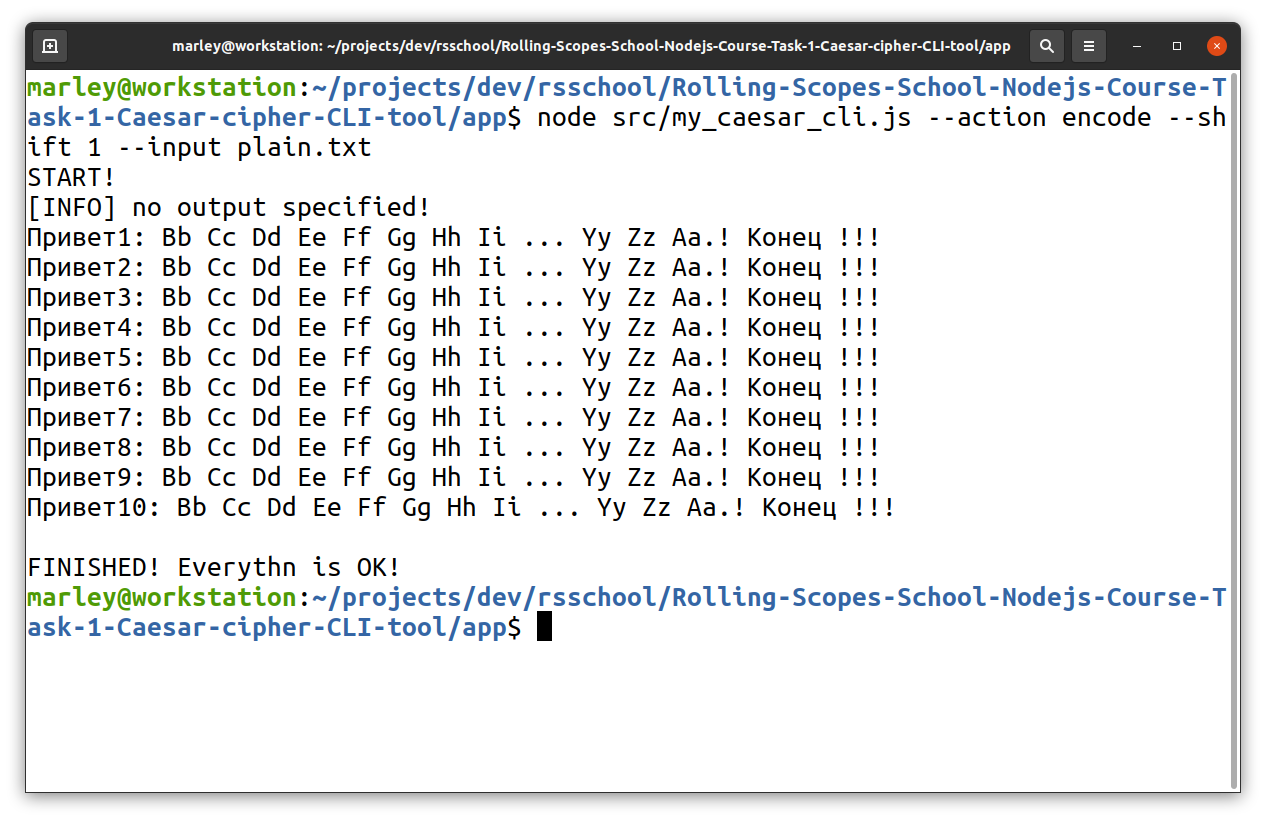 marley@workstation: ~/projects/dev/rsschool/Rolling-Scopes-School-Nodejs-Course-Task-1-Caesar-cipher-CLI-tool/app
marley@workstation:~/projects/dev/rsschool/Rolling-Scopes-School-Nodejs-Course-T
ask-1-Caesar-cipher-CLI-tool/app$ node src/my_caesar_cli.js --action encode --sh
ift 1 --input plain.txt
START!
[INFO] no output specified!
Привет1: Bb Cc Dd Ee Ff Gg Hh Ii ... Yy Zz Aa.! Конец !!!
Привет2: Bb Cc Dd Ee Ff Gg Hh Ii ... Yy Zz Aa.! Конец !!!
Привет3: Bb Cc Dd Ee Ff Gg Hh Ii ... Yy Zz Aa.! Конец !!!
Привет4: Bb Cc Dd Ee Ff Gg Hh Ii ... Yy Zz Aa.! Конец !!!
Привет5: Bb Cc Dd Ee Ff Gg Hh Ii ... Yy Zz Aa.! Конец !!!
Привет6: Bb Cc Dd Ee Ff Gg Hh Ii ... Yy Zz Aa.! Конец !!!
Привет7: Bb Cc Dd Ee Ff Gg Hh Ii ... Yy Zz Aa.! Конец !!!
Привет8: Bb Cc Dd Ee Ff Gg Hh Ii ... Yy Zz Aa.! Конец !!!
Привет9: Bb Cc Dd Ee Ff Gg Hh Ii ... Yy Zz Aa.! Конец !!!
Привет10: Bb Cc Dd Ee Ff Gg Hh Ii ... Yy Zz Aa.! Конец !!!
FINISHED! Everythn is OK!
marley@workstation:~/projects/dev/rsschool/Rolling-Scopes-School-Nodejs-Course-T
ask-1-Caesar-cipher-CLI-tool/app$